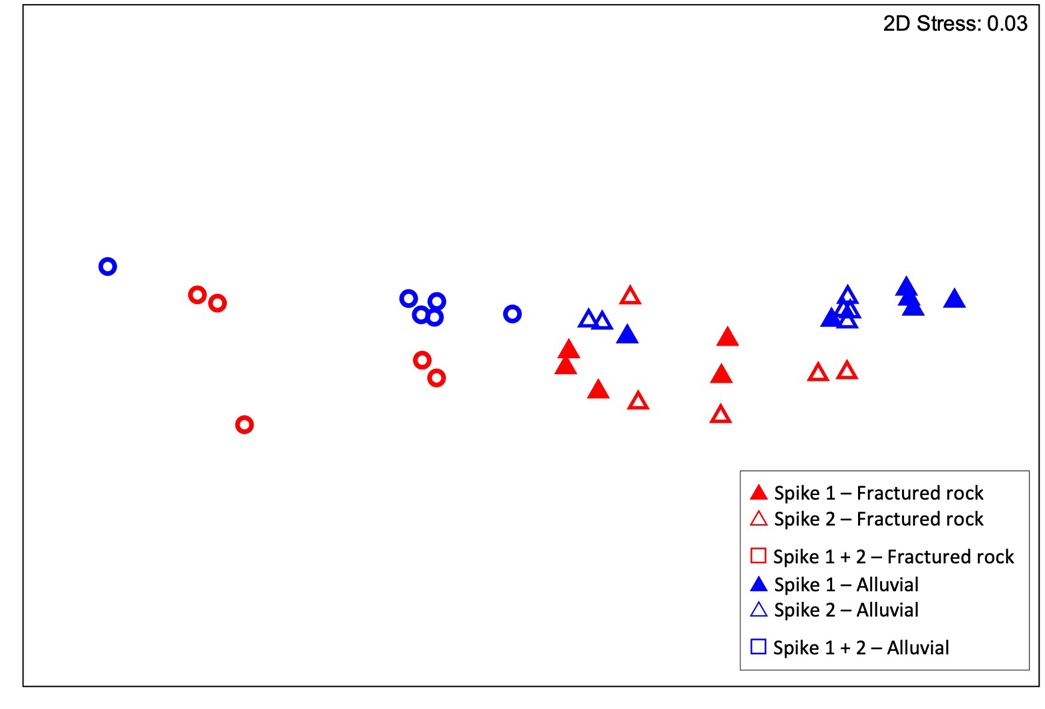 2D Stress: 0.03
Spike 1 – Fractured rock
Spike 2 – Fractured rock
Spike 1 + 2 – Fractured rock
Spike 1 – Alluvial
Spike 2 – Alluvial
Spike 1 + 2 – Alluvial